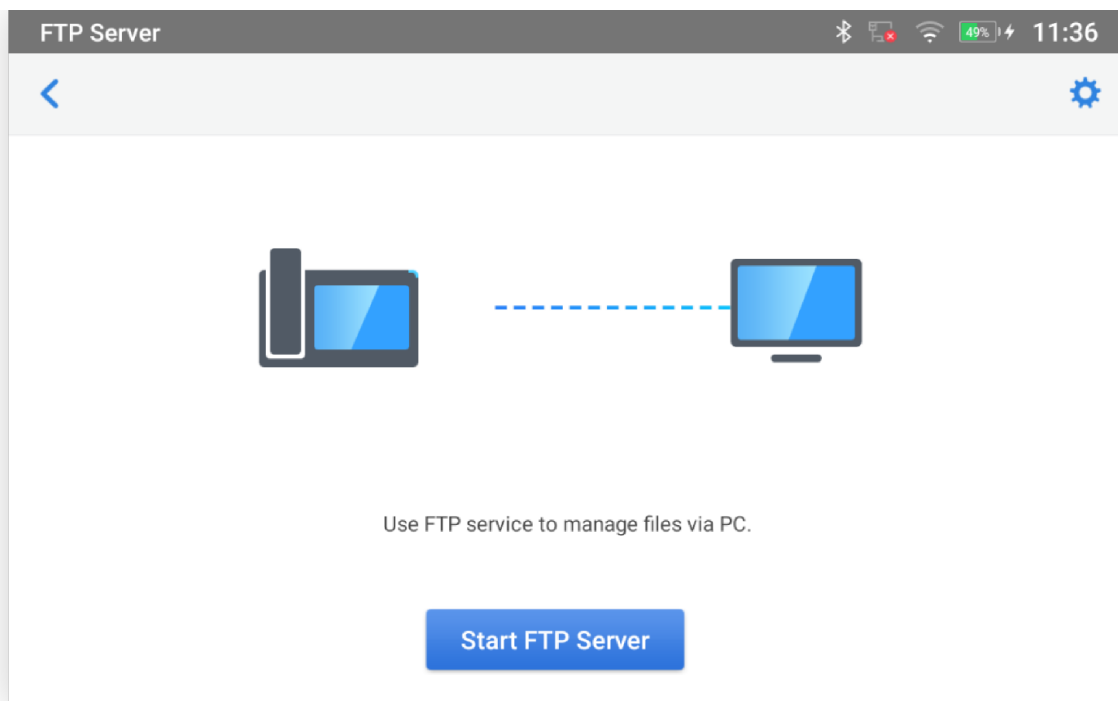 FTP Server
49%
11:36
Use FTP service to manage files via PC.
Start FTP Server